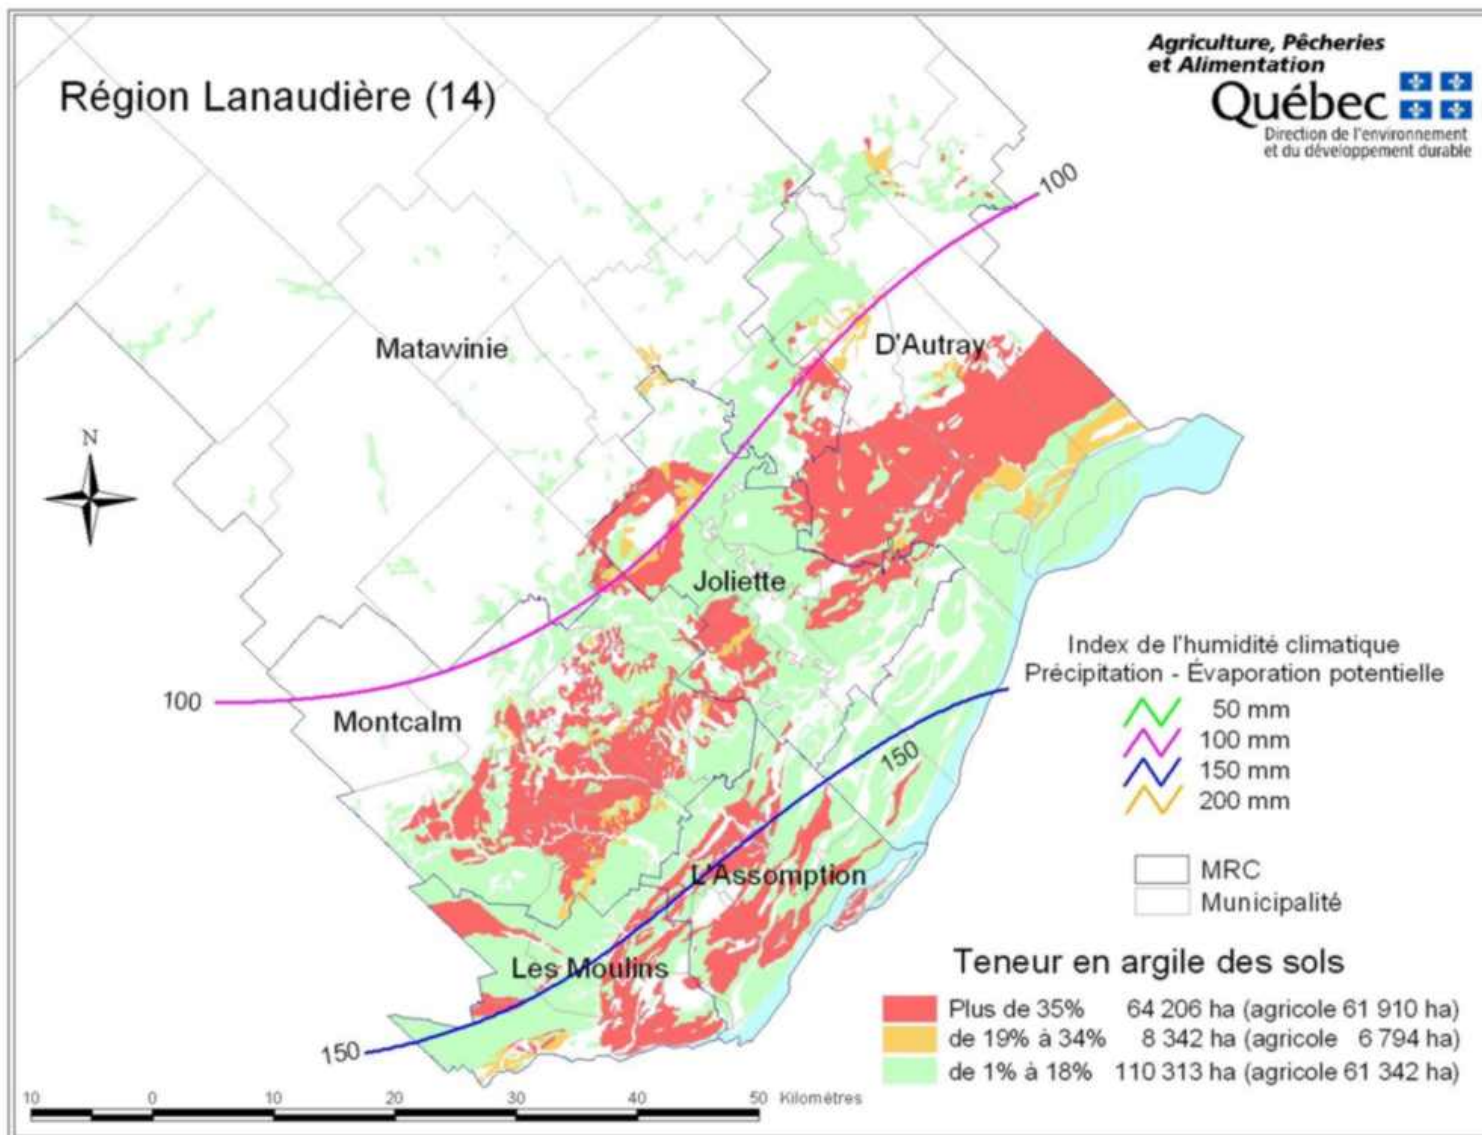 Région Lanaudière (14)
Agriculture, Pêcheries
et Alimentation
Québec
Direction de l'environnement
et du développement durable
100
Matawinie
D'Autray
N
Joliette
100
Montcalm
150
L'Assomption
Les Moulins
150
Index de l'humidité climatique
Précipitation - Évaporation potentielle
50 mm
100 mm
150 mm
200 mm
MRC
Municipalité
Teneur en argile des sols
Plus de 35% 64 206 ha (agricole 61 910 ha)
de 19% à 34% 8 342 ha (agricole 6 794 ha)
de 1% à 18% 110 313 ha (agricole 61 342 ha)
10 0 10 20 30 40 50 Kilomètres